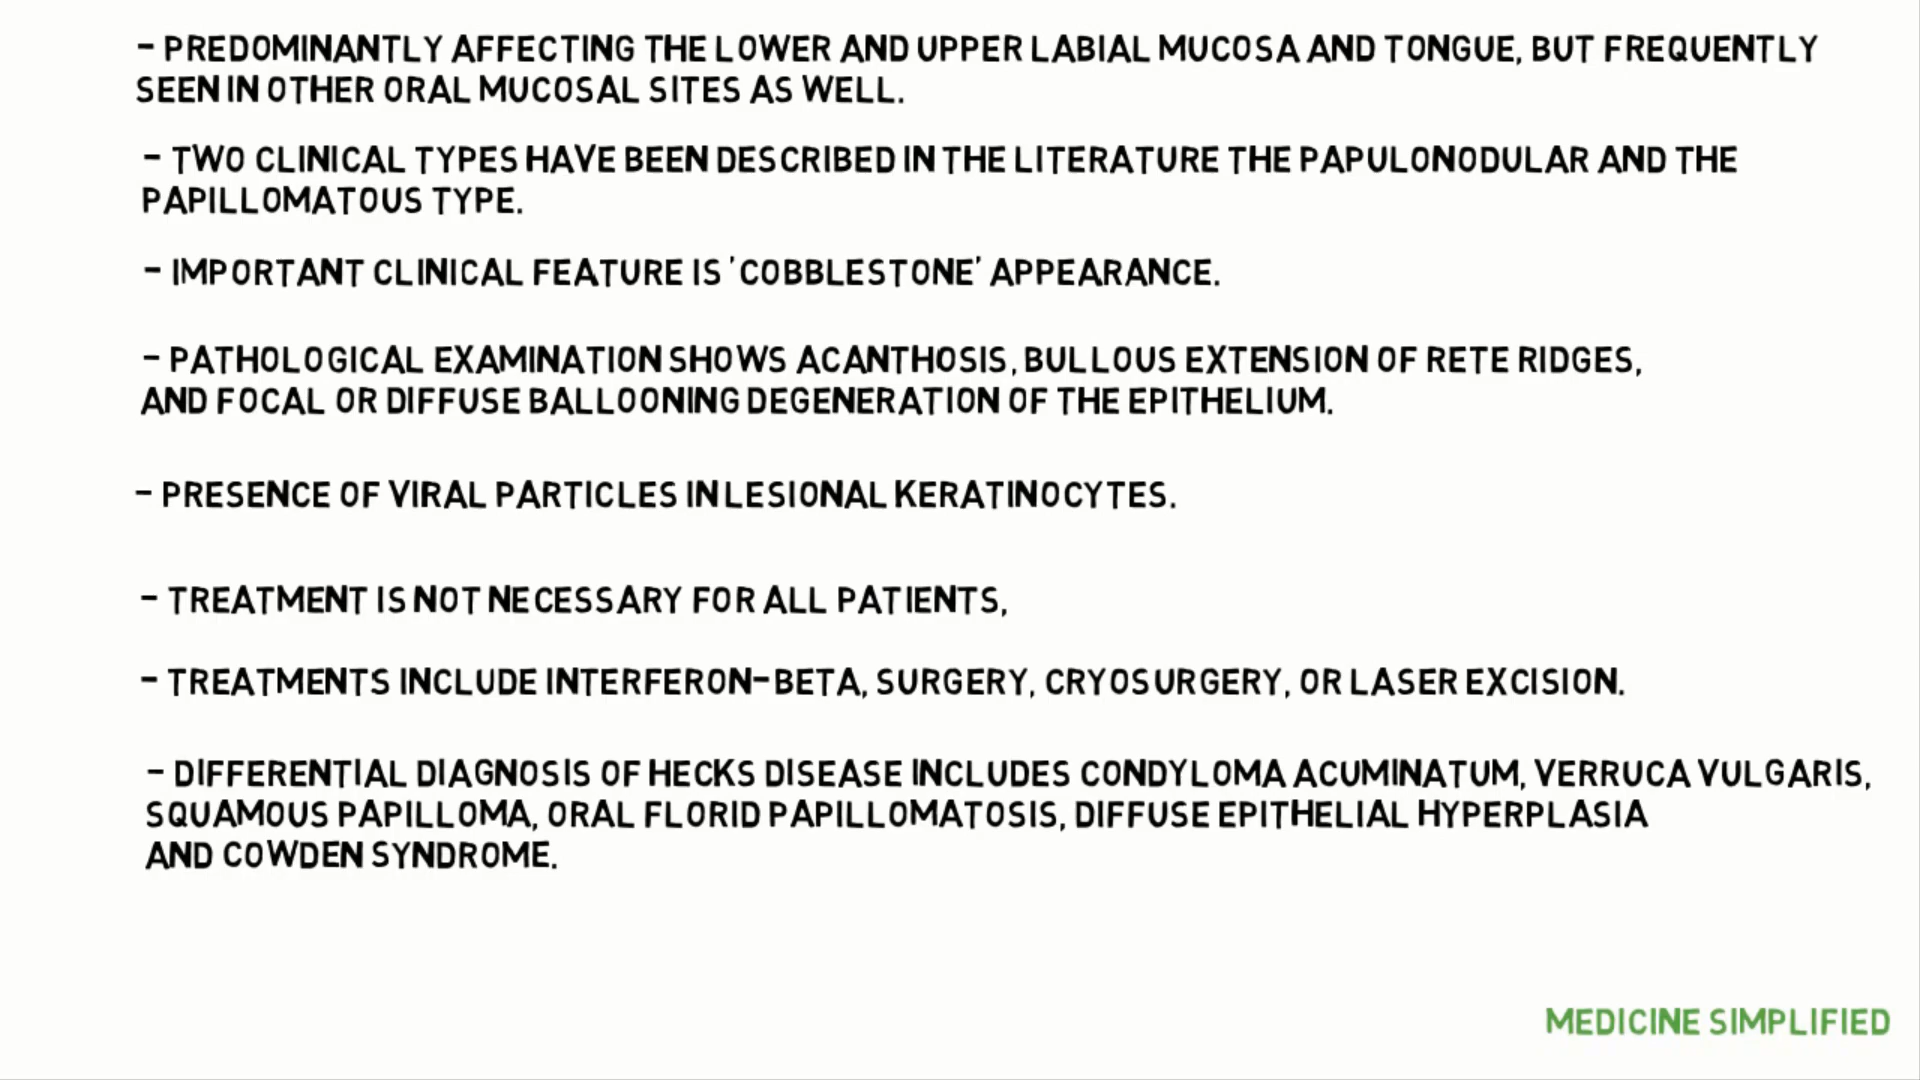 - PREDOMINANTLY AFFECTING THE LOWER AND UPPER LABIAL MUCOSA AND TONGUE, BUT FREQUENTLY
SEEN IN OTHER ORAL MUCOSAL SITES AS WELL.
- TWO CLINICAL TYPES HAVE BEEN DESCRIBED IN THE LITERATURE THE PAPULONODULAR AND THE
PAPILLOMATOUS TYPE.
- IMPORTANT CLINICAL FEATURE IS 'COBBLESTONE' APPEARANCE.
- PATHOLOGICAL EXAMINATION SHOWS ACANTHOSIS, BULLOUS EXTENSION OF RETE RIDGES,
AND FOCAL OR DIFFUSE BALLOONING DEGENERATION OF THE EPITHELIUM.
- PRESENCE OF VIRAL PARTICLES IN LESIONAL KERATINOCYTES.
- TREATMENT IS NOT NECESSARY FOR ALL PATIENTS,
- TREATMENTS INCLUDE INTERFERON-BETA, SURGERY, CRYOSURGERY, OR LASER EXCISION.
- DIFFERENTIAL DIAGNOSIS OF HECKS DISEASE INCLUDES CONDYLOMA ACUMINATUM, VERRUCA VULGARIS,
SQUAMOUS PAPILLOMA, ORAL FLORID PAPILLOMATOSIS, DIFFUSE EPITHELIAL HYPERPLASIA
AND COWDEN SYNDROME.
MEDICINE SIMPLIFIED